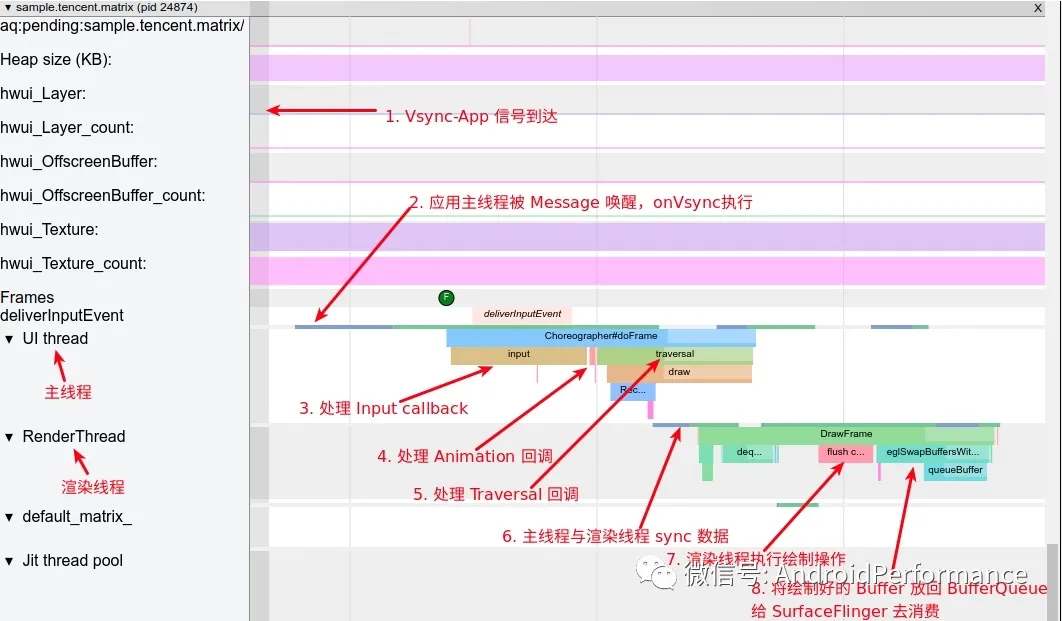 ▼ sample.tencent.matrix (pid 24874) X
aq:pending:sample.tencent.matrix/
Heap size (KB):
hwui_Layer:
1. Vsync-App 信号到达
hwui_Layer_count:
hwui_OffscreenBuffer:
hwui_OffscreenBuffer_count:
2. 应用主线程被 Message 唤醒，onVsync执行
hwui_Texture:
hwui_Texture_count:
Frames
F
deliverInputEvent
deliverInputEvent
▼ UI thread
Choreographer#doFrame
input
traversal
draw
Rec...
主线程
3. 处理 Input callback
▼ RenderThread
DrawFrame
deq...
flush c...
eglSwapBuffersWit...
queueBuffer
4. 处理 Animation 回调
渲染线程
5. 处理 Traversal 回调
▼ default_matrix_
6. 主线程与渲染线程 sync 数据
▼ Jit thread pool
7. 渲染线程执行绘制操作
微信号: AndroidPerformance
8. 将绘制好的 Buffer 放回 BufferQueue
给 SurfaceFlinger 去消费